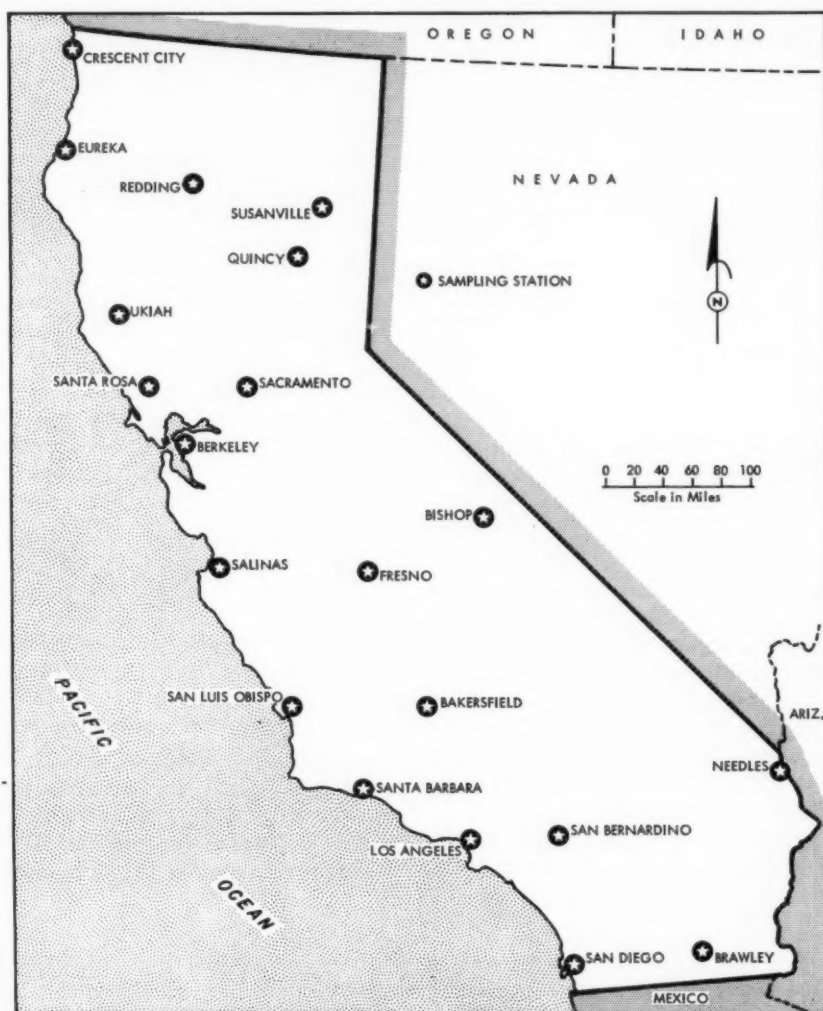 OREGON
IDAHO
CRESCENT CITY
EUREKA
REDDING
NEVADA
SUSANVILLE
QUINCY
SAMPLING STATION
N
UKIAH
SANTA ROSA
SACRAMENTO
BERKELEY
0 20 40 60 80 100
Scale in Miles
BISHOP
SALINAS
FRESNO
PACIFIC
SAN LUIS OBISPO
BAKERSFIELD
ARIZ.
NEEDLES
SANTA BARBARA
SAN BERNARDINO
LOS ANGELES
OCEAN
SAN DIEGO
BRAWLEY
MEXICO